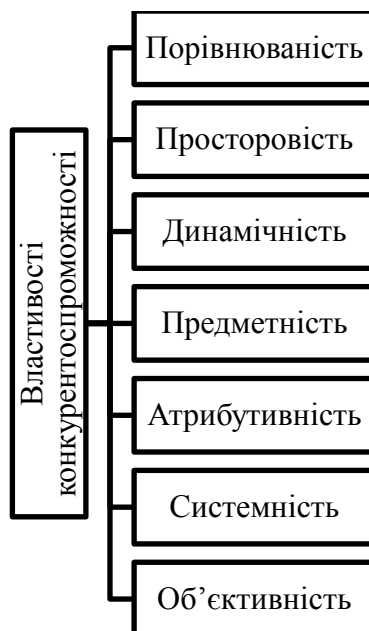 Властивості
конкурентоспроможності
Порівнюваність
Просторовість
Динамічність
Предметність
Атрибутивність
Системність
Об’єктивність